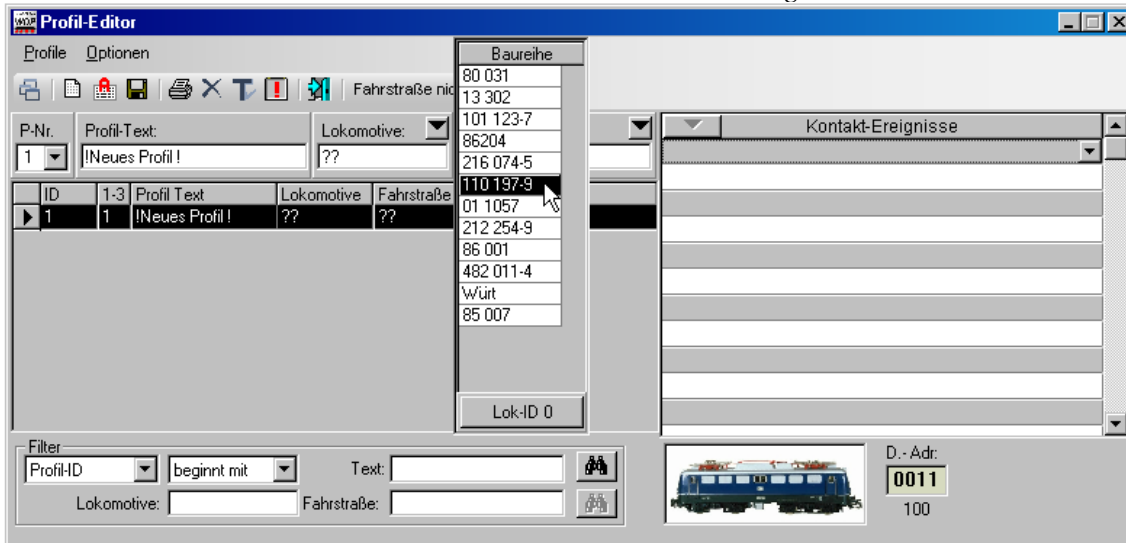 Profil-Editor
Profile Optionen
Fahrstraße nic
P-Nr. Profil-Text: Lokomotive:
1 !Neues Profil ! ??
ID 1-3 Profil Text Lokomotive Fahrstraße
1 1 !Neues Profil ! ?? ??
Baureihe
80 031
13 302
101 123-7
86204
216 074-5
110 197-9
01 1057
212 254-9
86 001
482 011-4
Würt
85 007
Lok-ID 0
Kontakt-Ereignisse
Filter
Profil-ID beginnt mit Text:
Lokomotive: Fahrstraße:
D.- Adr:
0011
100